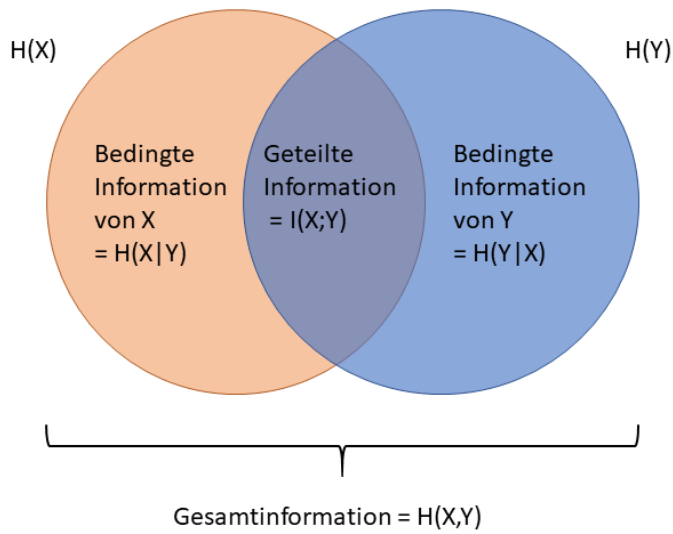 H(X)
H(Y)
Bedingte
Information
von X
= H(X|Y)
Geteilte
Information
= I(X;Y)
Bedingte
Information
von Y
= H(Y|X)
Gesamtinformation = H(X,Y)